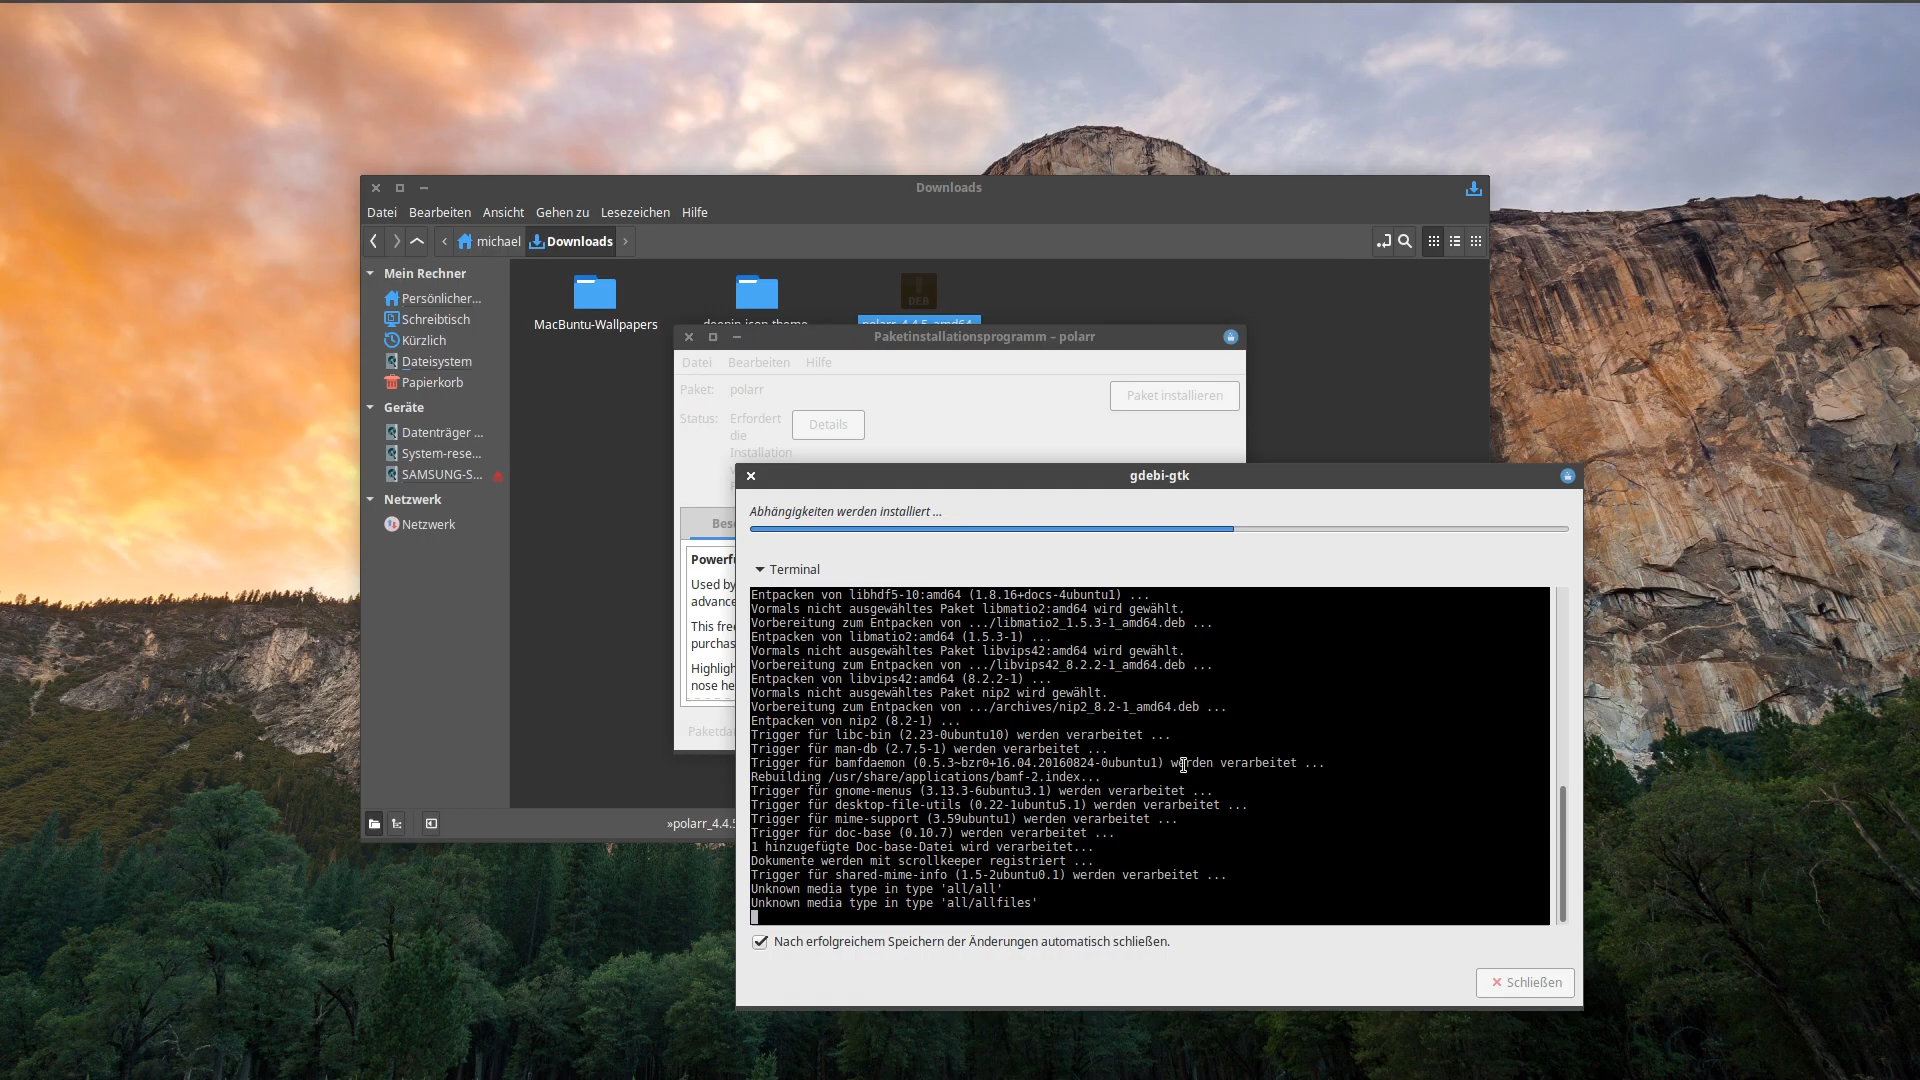 Downloads
Datei Bearbeiten Ansicht Gehen zu Lesezeichen Hilfe
michael Downloads
Mein Rechner
Persönlicher...
Schreibtisch
Kürzlich
Dateisystem
Papierkorb
Geräte
Datenträger ...
System-rese...
SAMSUNG-S...
Netzwerk
Netzwerk
DEB
MacBuntu-Wallpapers
deepin-icon-theme
polarr_4.4.5_amd64
»polarr_4.4.5
Paketinstallationsprogramm – polarr
Datei Bearbeiten Hilfe
Paket: polarr
Paket installieren
Status: Erfordert
die
Installation
Details
Powerfu
Used by
advance
This free
purchas
Highligh
nose he
Paketda
gdebi-gtk
Abhängigkeiten werden installiert ...
Terminal
Entpacken von libhdf5-10:amd64 (1.8.16+docs-4ubuntu1) ...
Vormals nicht ausgewähltes Paket libmatio2:amd64 wird gewählt.
Vorbereitung zum Entpacken von .../libmatio2_1.5.3-1_amd64.deb ...
Entpacken von libmatio2:amd64 (1.5.3-1) ...
Vormals nicht ausgewähltes Paket libvips42:amd64 wird gewählt.
Vorbereitung zum Entpacken von .../libvips42_8.2.2-1_amd64.deb ...
Entpacken von libvips42:amd64 (8.2.2-1) ...
Vormals nicht ausgewähltes Paket nip2 wird gewählt.
Vorbereitung zum Entpacken von .../archives/nip2_8.2-1_amd64.deb ...
Entpacken von nip2 (8.2-1) ...
Trigger für libc-bin (2.23-0ubuntu10) werden verarbeitet ...
Trigger für man-db (2.7.5-1) werden verarbeitet ...
Trigger für bamfdaemon (0.5.3~bzr0+16.04.20160824-0ubuntu1) werden verarbeitet ...
Rebuilding /usr/share/applications/bamf-2.index...
Trigger für gnome-menus (3.13.3-6ubuntu3.1) werden verarbeitet ...
Trigger für desktop-file-utils (0.22-1ubuntu5.1) werden verarbeitet ...
Trigger für mime-support (3.59ubuntu1) werden verarbeitet ...
Trigger für doc-base (0.10.7) werden verarbeitet ...
1 hinzugefügte Doc-base-Datei wird verarbeitet...
Dokumente werden mit scrollkeeper registriert ...
Trigger für shared-mime-info (1.5-2ubuntu0.1) werden verarbeitet ...
Unknown media type in type 'all/all'
Unknown media type in type 'all/allfiles'
Nach erfolgreichem Speichern der Änderungen automatisch schließen.
Schließen